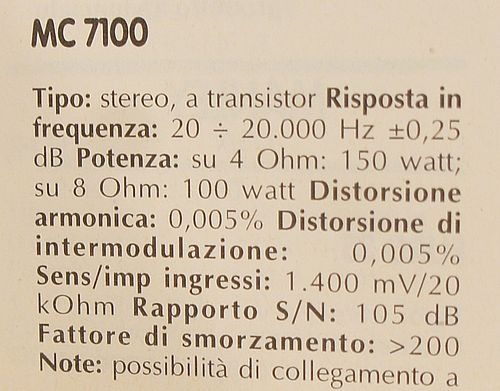 MC 7100
Tipo: stereo, a transistor Risposta in
frequenza: 20 ÷ 20.000 Hz ±0,25
dB Potenza: su 4 Ohm: 150 watt;
su 8 Ohm: 100 watt Distorsione
armonica: 0,005% Distorsione di
intermodulazione: 0,005%
Sens/imp ingressi: 1.400 mV/20
kOhm Rapporto S/N: 105 dB
Fattore di smorzamento: >200
Note: possibilità di collegamento a